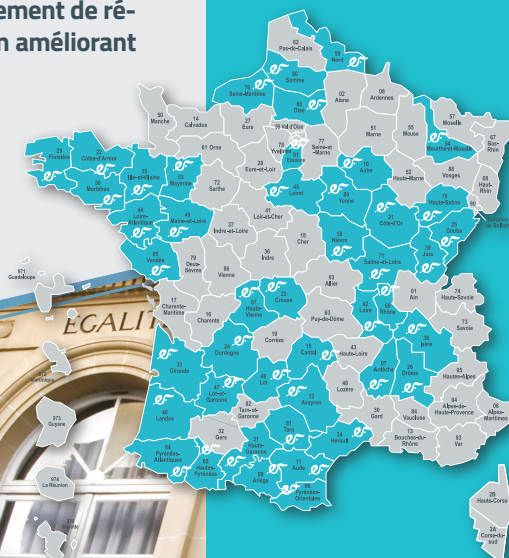 ement de ré-
n améliorant
62
Pas-de-Calais
59
Nord
80
Somme
76
Seine-Maritime
02
Aisne
08
Ardennes
60
Oise
50
Manche
14
Calvados
27
Eure
95 Val d'Oise
57
Moselle
51
Marne
55
Meuse
67
Bas-
Rhin
78
Yvelines
91
Essonne
77
Seine-et
-Marne
54
Meurthe-et-Moselle
61 Orne
29
Finistère
22
Côtes-d'Armor
35
Ille-et-Vilaine
53
Mayenne
28
Eure-et-Loir
10
Aube
88
Vosges
52
Haute-Marne
68
Haut-
Rhin
56
Morbihan
72
Sarthe
45
Loiret
89
Yonne
70
Haute-Saône
90
41
Loir-et-Cher
44
Loire-
Atlantique
49
Maine-et-Loire
21
Côte-d'Or
25
Doubs
37
Indre-et-Loire
18
Cher
58
Nièvre
39
Jura
85
Vendée
79
Deux-
Sèvres
36
Indre
71
Saône-et-Loire
86
Vienne
03
Allier
971
Guadeloupe
01
Ain
74
Haute-Savoie
17
Charente-
Maritime
16
Charente
87
Haute-
Vienne
23
Creuse
63
Puy-de-Dôme
42
Loire
69
Rhône
73
Savoie
EGALIT
19
Corrèze
38
Isère
24
Dordogne
15
Cantal
43
Haute-Loire
33
Gironde
07
Ardèche
26
Drôme
05
Hautes-Alpes
972
Martinique
46
Lot
47
Lot-et-
Garonne
12
Aveyron
48
Lozère
82
Tarn-et-
Garonne
40
Landes
30
Gard
84
Vaucluse
04
Alpes-de-
Haute-Provence
06
Alpes-
Maritimes
973
Guyane
32
Gers
81
Tarn
31
Haute-
Garonne
34
Hérault
13
Bouches-du-
Rhône
83
Var
64
Pyrénées-
Atlantiques
65
Hautes-
Pyrénées
11
Aude
09
Ariège
66
Pyrénées-
Orientales
974
La Réunion
2B
Haute-Corse
2A
Corse-du-
sud